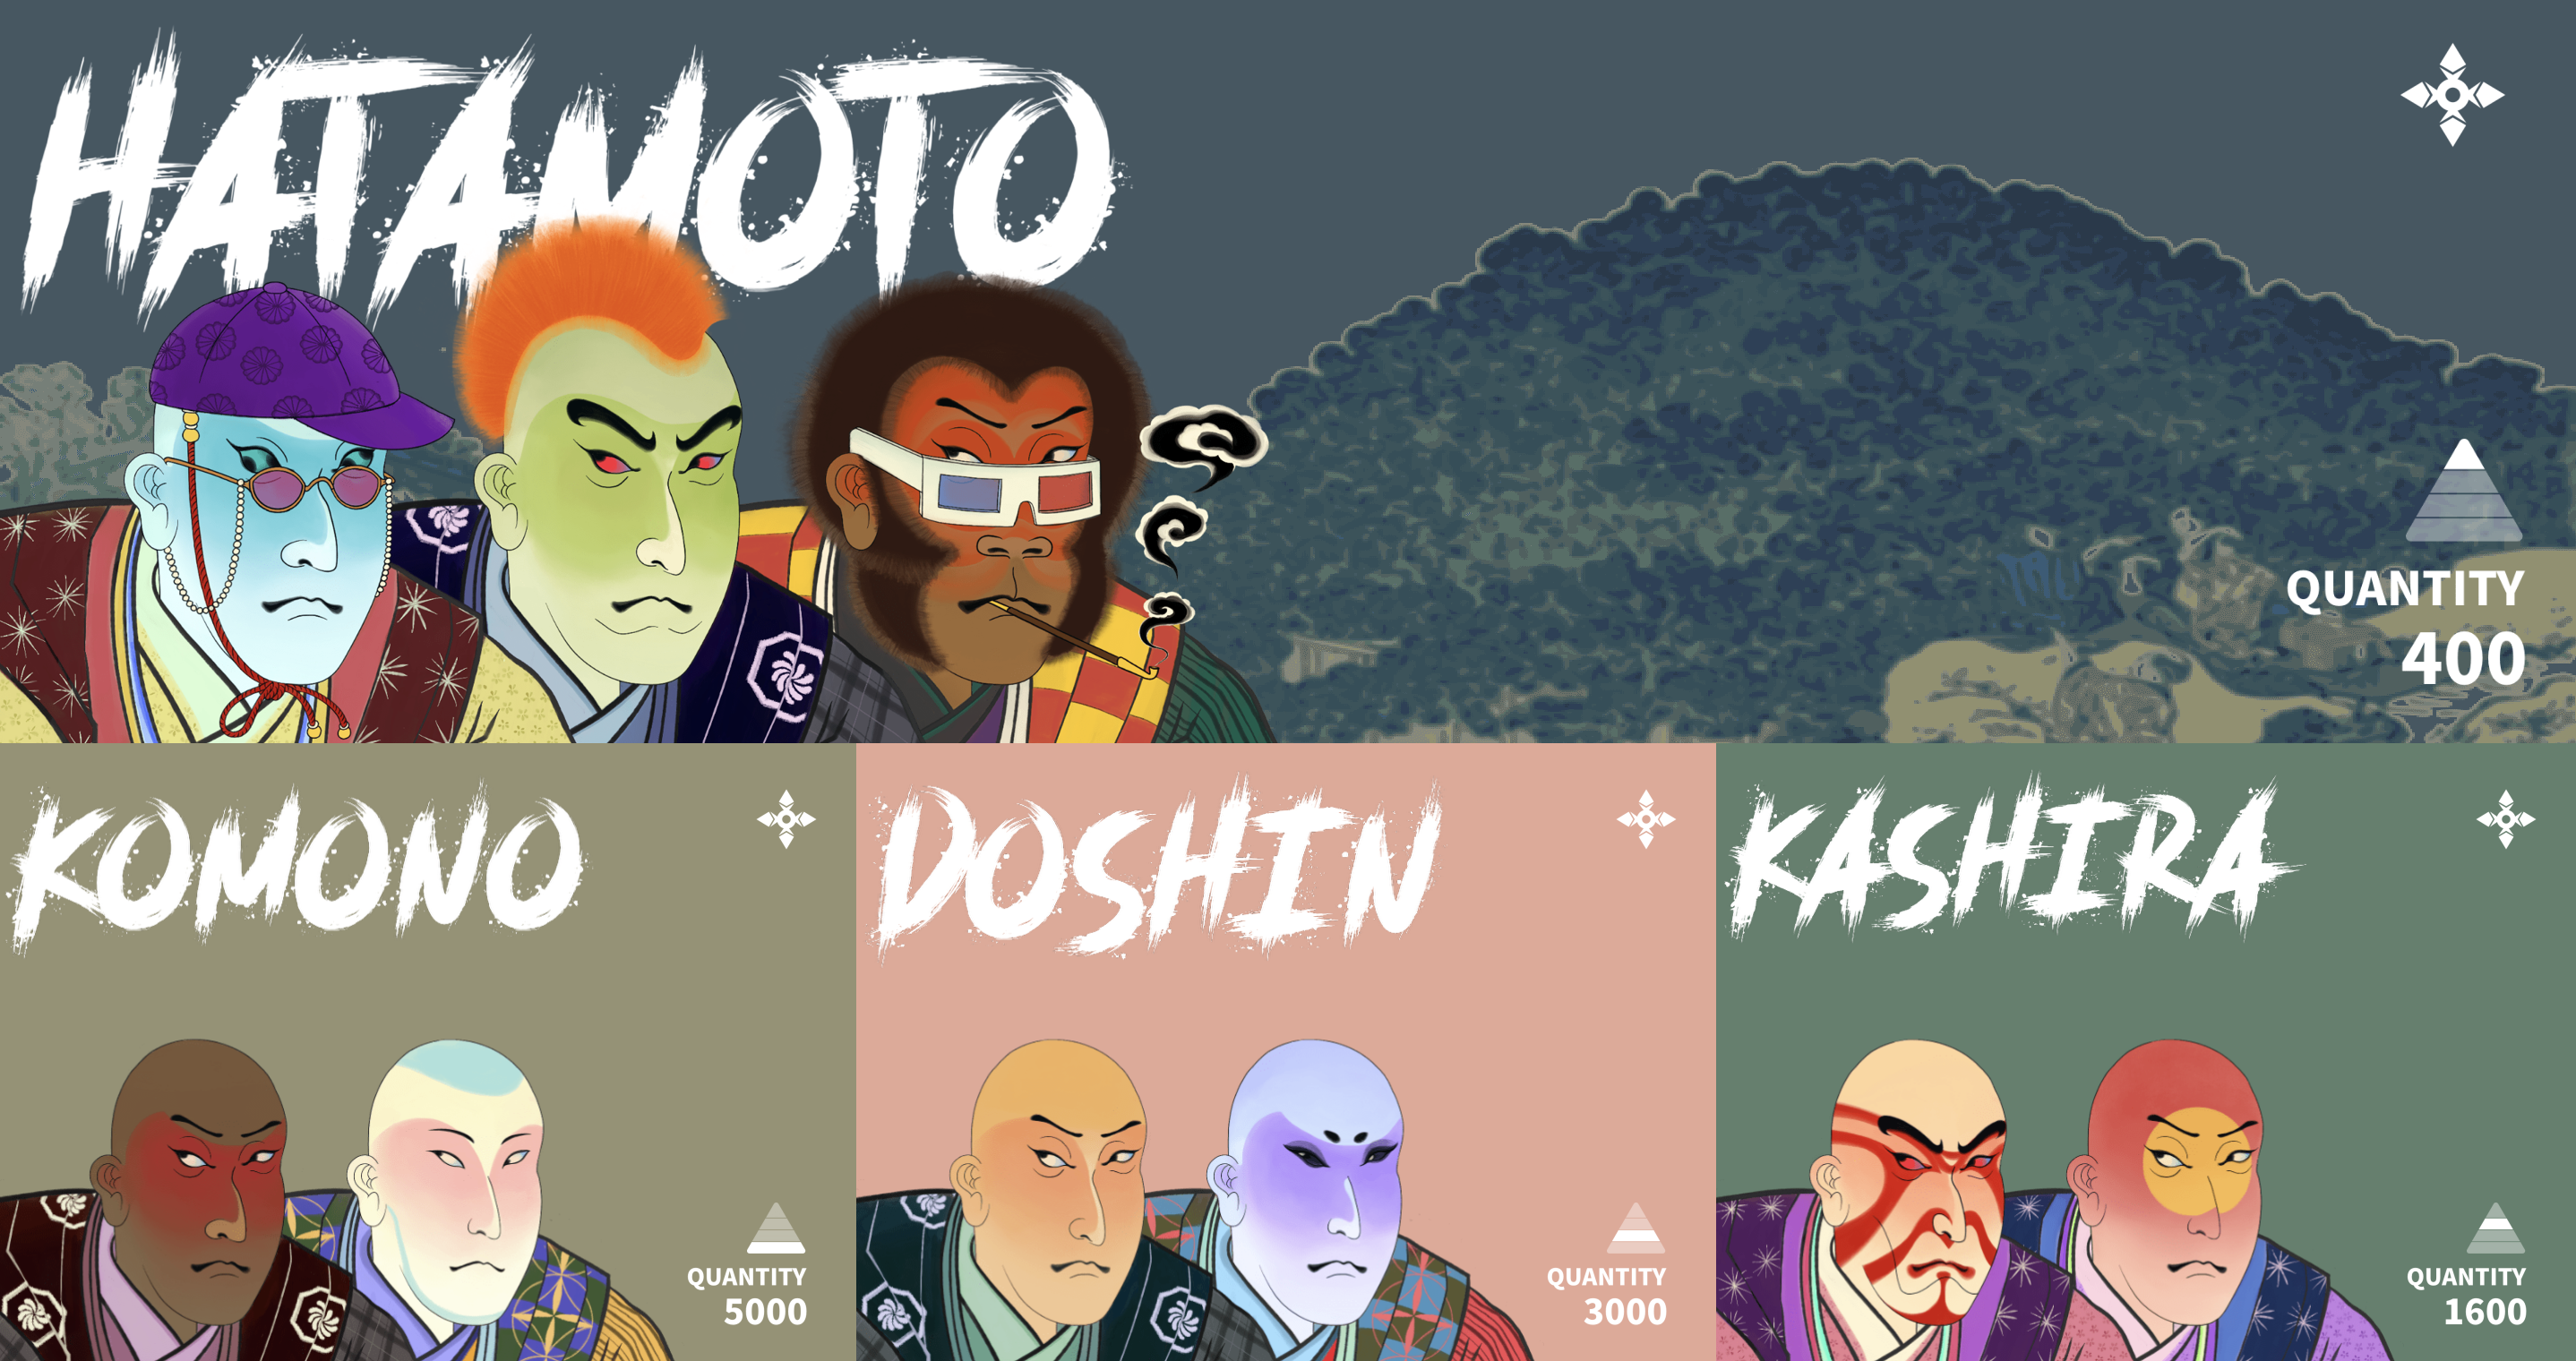 HATAMOTO
QUANTITY
400
KOMONO
QUANTITY
5000
DOSHIN
QUANTITY
3000
KASHIRA
QUANTITY
1600